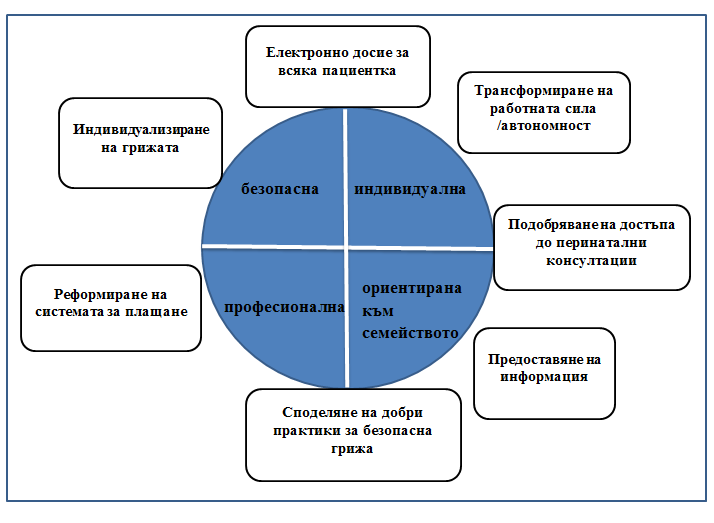 Електронно досие за
всяка пациентка
Трансформиране на
работната сила
/автономност
Индивидуализиране
на грижата
безопасна
индивидуална
Подобряване на достъпа
до перинатални
консултации
Реформиране на
системата за плащане
професионална
ориентирана
към
семейството
Предоставяне на
информация
Споделяне на добри
практики за безопасна
грижа